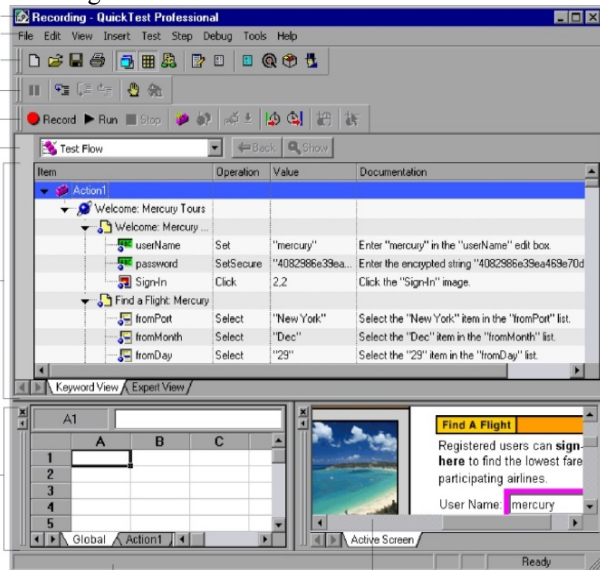 Recording - QuickTest Professional
File Edit View Insert Test Step Debug Tools Help
Record Run Stop
Test Flow Back Show
Item Operation Value Documentation
Action1
Welcome: Mercury Tours
Welcome: Mercury ...
userName Set "mercury" Enter "mercury" in the "userName" edit box.
password SetSecure "4082986e39ea... Enter the encrypted string "4082986e39ea469e70d
Sign-In Click 2,2 Click the "Sign-In" image.
Find a Flight: Mercury
fromPort Select "New York" Select the "New York" item in the "fromPort" list.
fromMonth Select "Dec" Select the "Dec" item in the "fromMonth" list.
fromDay Select "29" Select the "29" item in the "fromDay" list.
Keyword View Expert View
A1
A B C
1
2
3
4
5
Global Action1
Find A Flight
Registered users can sign-
here to find the lowest fare
participating airlines.
User Name: mercury
Active Screen
Ready